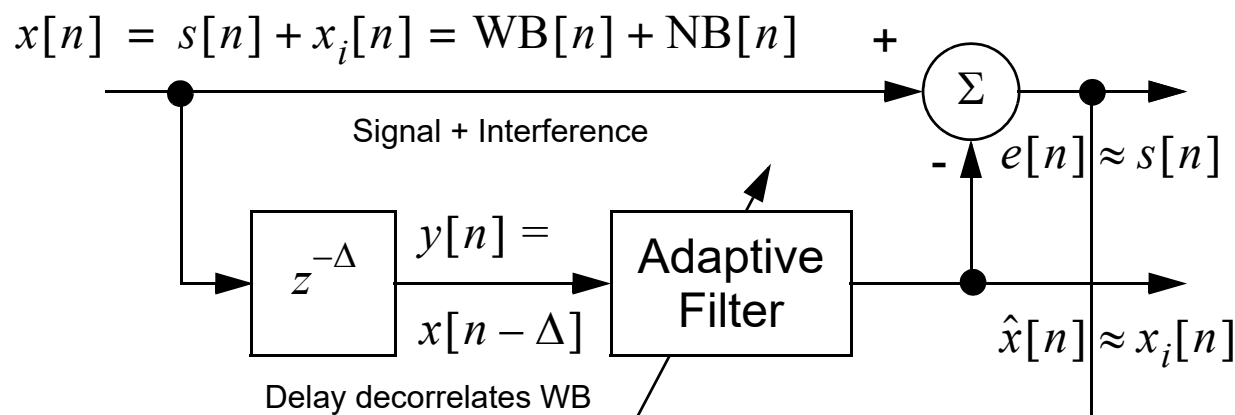 x[n] = s[n] + x_i[n] = WB[n] + NB[n]
+
Σ
Signal + Interference
-
e[n] ≈ s[n]
z^{-Δ}
y[n] =
x[n - Δ]
Adaptive
Filter
x̂[n] ≈ x_i[n]
Delay decorrelates WB